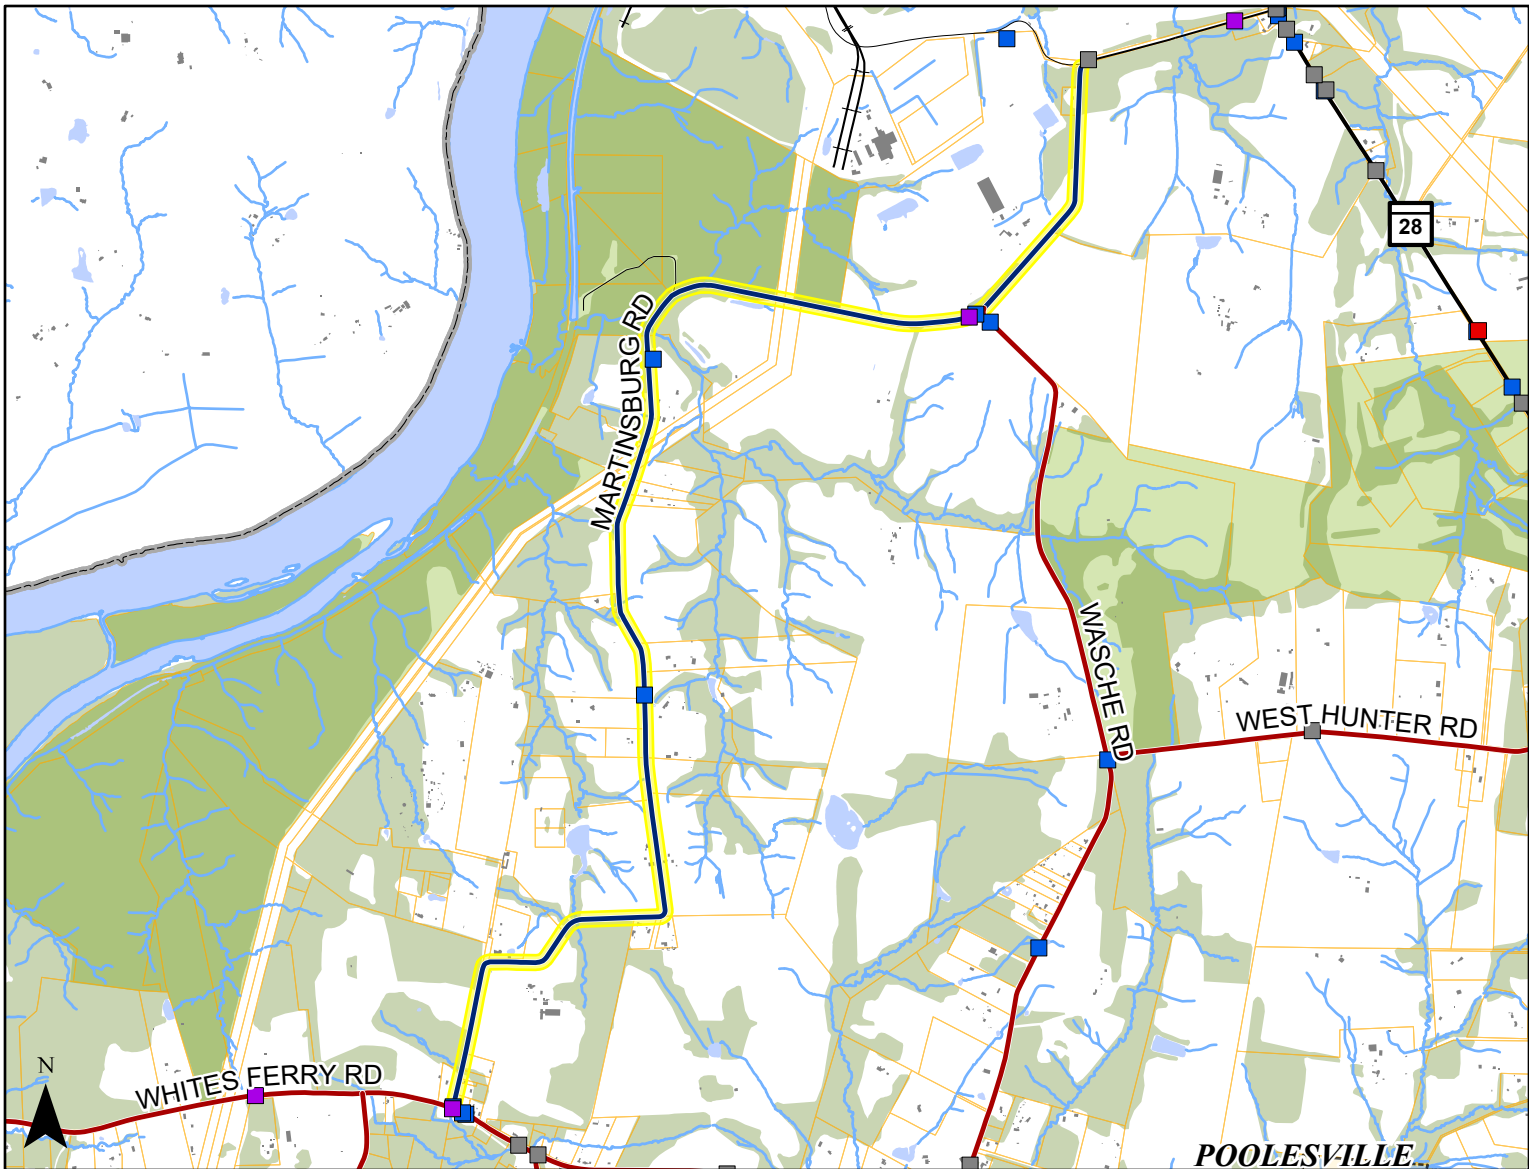 28
MARTINSBURG RD
WASCHE RD
WEST HUNTER RD
N
WHITES FERRY RD
POOLESVILLE